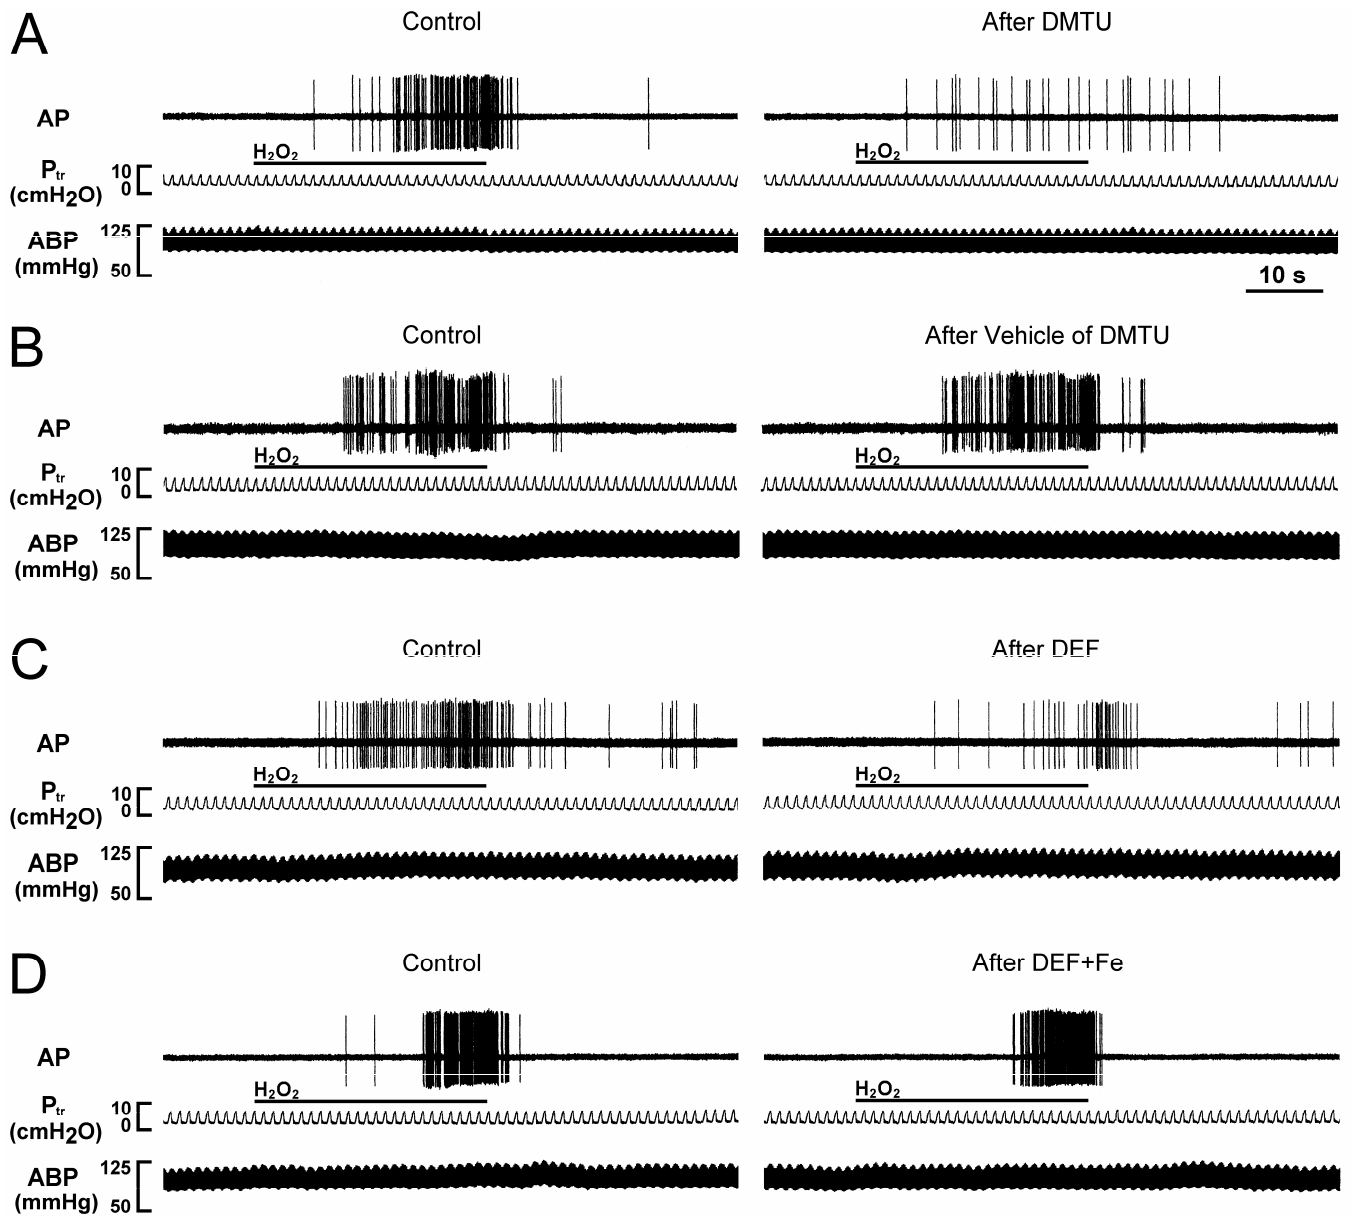 A
Control
After DMTU
AP
H₂O₂
H₂O₂
Ptr
(cmH2O)
10
0
ABP
(mmHg)
125
50
10 s
B
Control
After Vehicle of DMTU
AP
H₂O₂
H₂O₂
Ptr
(cmH2O)
10
0
ABP
(mmHg)
125
50
C
Control
After DEF
AP
H₂O₂
H₂O₂
Ptr
(cmH2O)
10
0
ABP
(mmHg)
125
50
D
Control
After DEF+Fe
AP
H₂O₂
H₂O₂
Ptr
(cmH2O)
10
0
ABP
(mmHg)
125
50